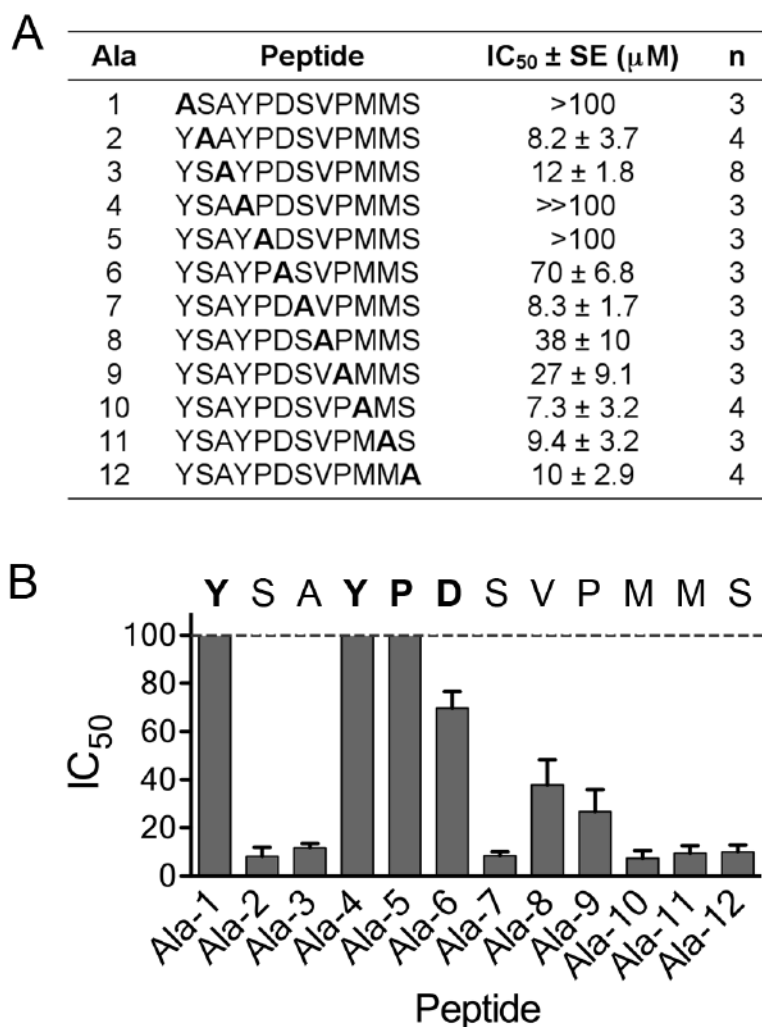 A
Ala Peptide IC50 ± SE (μM) n
1 ASAYPDSVPMMS >100 3
2 YAAYPDSVPMMS 8.2 ± 3.7 4
3 YSAYPDSVPMMS 12 ± 1.8 8
4 YSAAPDSVPMMS >>100 3
5 YSAYADSVPMMS >100 3
6 YSAYPASVPMMS 70 ± 6.8 3
7 YSAYPDAVPMMS 8.3 ± 1.7 3
8 YSAYPDSAPMMS 38 ± 10 3
9 YSAYPDSVAMMS 27 ± 9.1 3
10 YSAYPDSVPAMS 7.3 ± 3.2 4
11 YSAYPDSVPMAS 9.4 ± 3.2 3
12 YSAYPDSVPMMA 10 ± 2.9 4
B
Y S A Y P D S V P M M S
100
80
60
40
20
0
IC50
Ala-1 Ala-2 Ala-3 Ala-4 Ala-5 Ala-6 Ala-7 Ala-8 Ala-9 Ala-10 Ala-11 Ala-12
Peptide